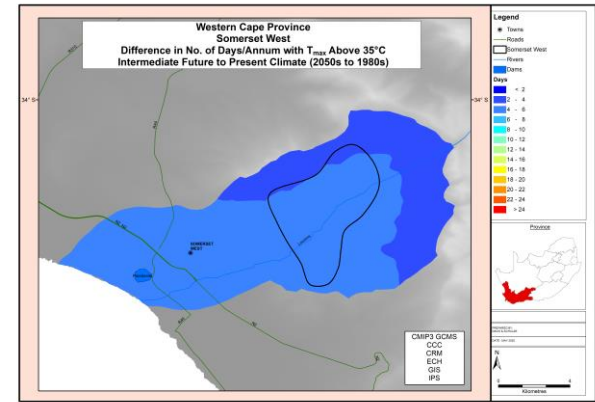 Western Cape Province
Somerset West
Difference in No. of Days/Annum with Tmax Above 35°C
Intermediate Future to Present Climate (2050s to 1980s)
34° S
34° S
SOMERSET
WEST
CMIP3 GCMS
CCC
CRM
ECH
GIS
IPS
Legend
Towns
Roads
Somerset West
Rivers
Dams
Days
< 2
2 - 4
4 - 6
6 - 8
8 - 10
10 - 12
12 - 14
14 - 16
16 - 18
18 - 20
20 - 22
22 - 24
> 24
Province
N
Kilometres